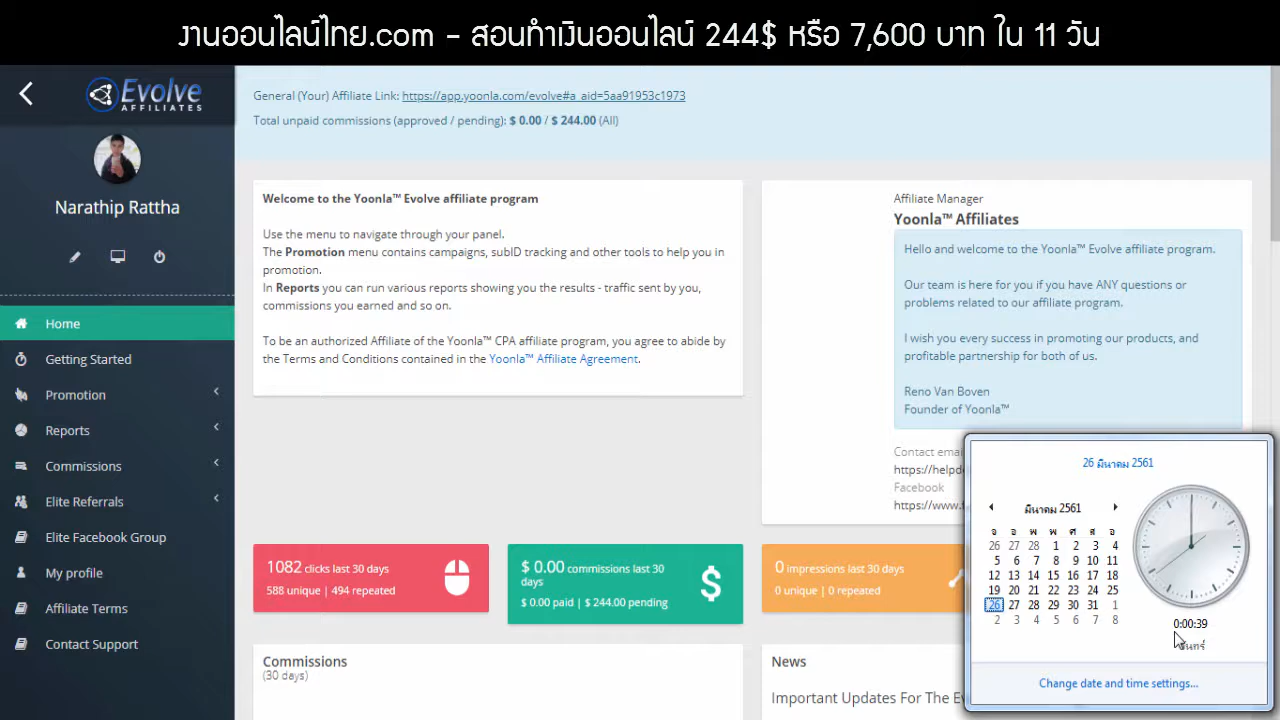 งานออนไลน์ไทย.com - สอนทำเงินออนไลน์ 244$ หรือ 7,600 บาท ใน 11 วัน
Evolve
AFFILIATES
Narathip Rattha
Home
Getting Started
Promotion
Reports
Commissions
Elite Referrals
Elite Facebook Group
My profile
Affiliate Terms
Contact Support
General (Your) Affiliate Link: https://app.yoonla.com/evolve#a_aid=5aa91953c1973
Total unpaid commissions (approved / pending): $ 0.00 / $ 244.00 (All)
Welcome to the Yoonla™ Evolve affiliate program
Use the menu to navigate through your panel.
The Promotion menu contains campaigns, subID tracking and other tools to help you in
promotion.
In Reports you can run various reports showing you the results - traffic sent by you,
commissions you earned and so on.
To be an authorized Affiliate of the Yoonla™ CPA affiliate program, you agree to abide by
the Terms and Conditions contained in the Yoonla™ Affiliate Agreement.
Affiliate Manager
Yoonla™ Affiliates
Hello and welcome to the Yoonla™ Evolve affiliate program.
Our team is here for you if you have ANY questions or
problems related to our affiliate program.
I wish you every success in promoting our products, and
profitable partnership for both of us.
Reno Van Boven
Founder of Yoonla™
Contact emai
https://helpd
Facebook
https://www.
1082 clicks last 30 days
588 unique | 494 repeated
$ 0.00 commissions last 30
days
$ 0.00 paid | $ 244.00 pending
0 impressions last 30 days
0 unique | 0 repeated
Commissions
(30 days)
News
Important Updates For The Ev
26 มีนาคม 2561
มีนาคม 2561
จ อ พ พ ศ ส อ
26 27 28 1 2 3 4
5 6 7 8 9 10 11
12 13 14 15 16 17 18
19 20 21 22 23 24 25
26 27 28 29 30 31 1
2 3 4 5 6 7 8
0:00:39
Change date and time settings...